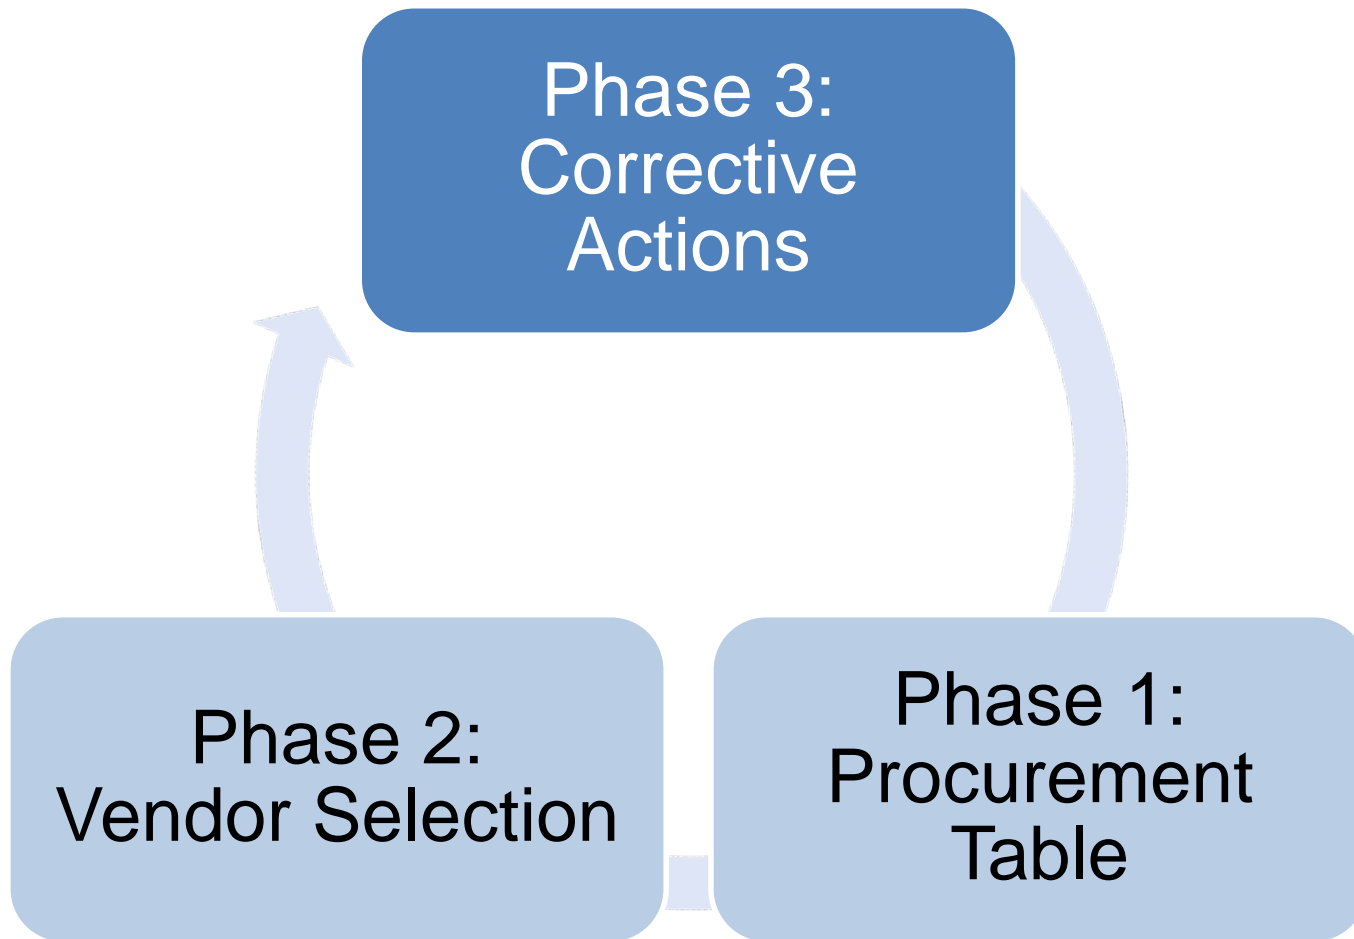 Phase 3:
Corrective
Actions
Phase 2:
Vendor Selection
Phase 1:
Procurement
Table